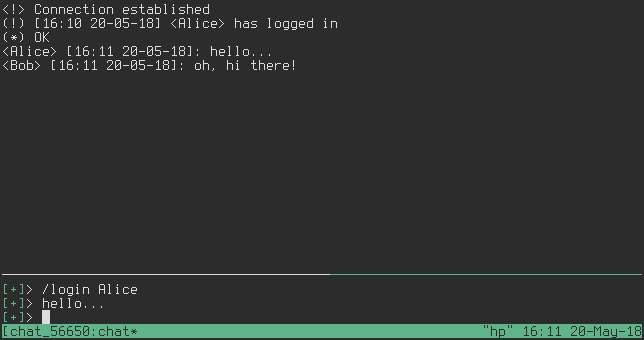 <!> Connection established
(!) [16:10 20-05-18] <Alice> has logged in
(*) OK
<Alice> [16:11 20-05-18]: hello...
<Bob> [16:11 20-05-18]: oh, hi there!
[+]> /login Alice
[+]> hello...
[+]>
[chat_56650:chat* "hp" 16:11 20-May-18